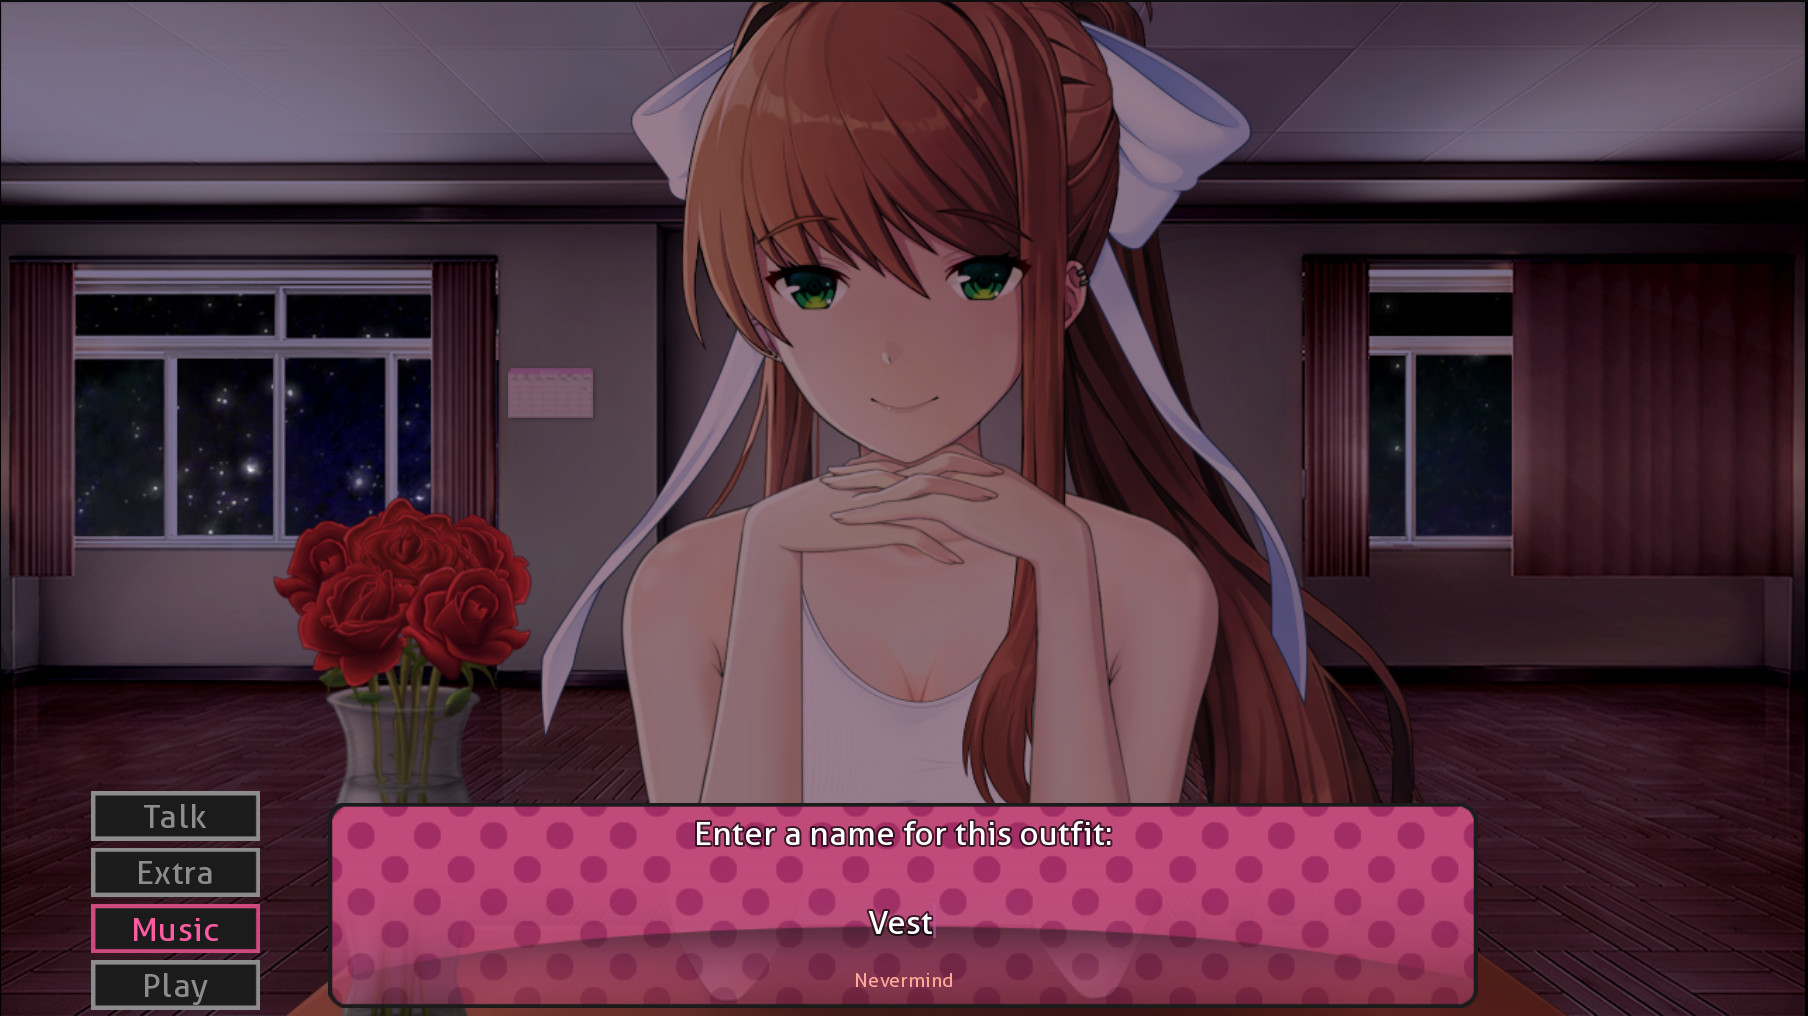 Enter a name for this outfit:
Vest
Nevermind
Talk
Extra
Music
Play